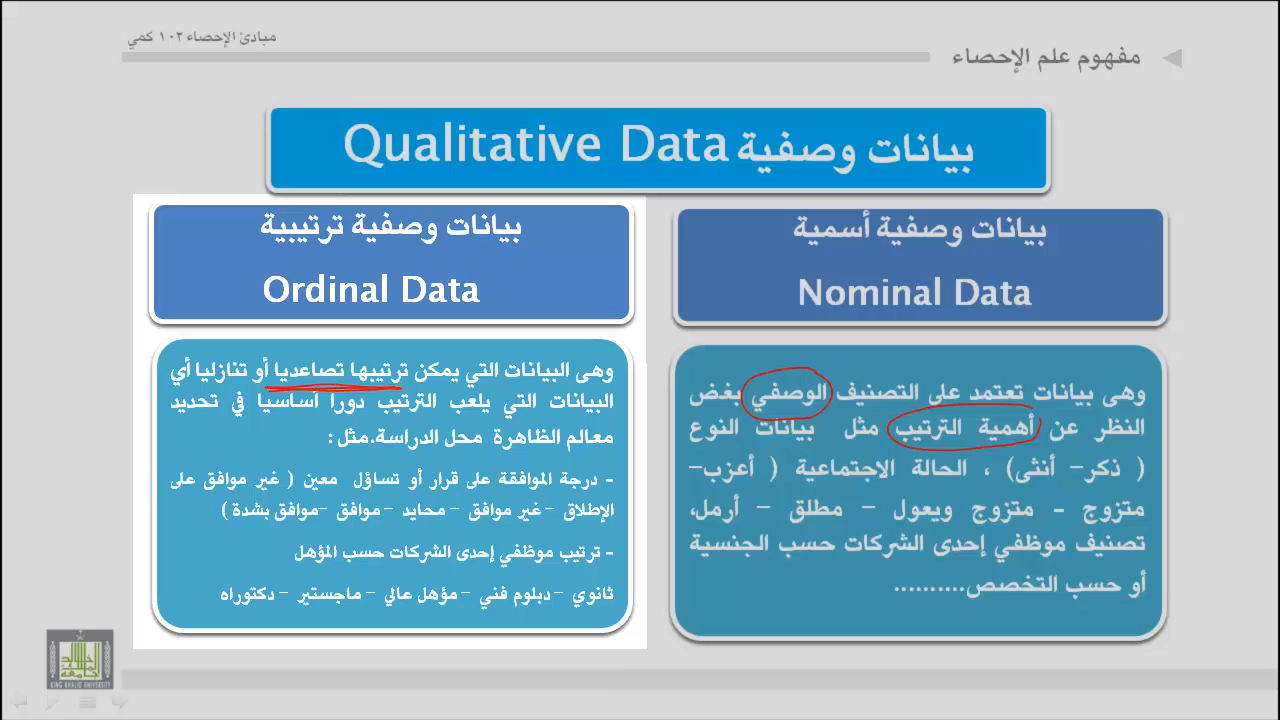 مبادئ الإحصاء ١٠٢ كمي
مفهوم علم الإحصاء
بيانات وصفية Qualitative Data
بيانات وصفية أسمية
Nominal Data
وهى بيانات تعتمد على التصنيف الوصفي بغض
النظر عن أهمية الترتيب مثل بيانات النوع
( ذكر– أنثى) ، الحالة الاجتماعية ( أعزب–
متزوج - متزوج ويعول – مطلق – أرمل،
تصنيف موظفي إحدى الشركات حسب الجنسية
أو حسب التخصص..........
بيانات وصفية ترتيبية
Ordinal Data
وهى البيانات التي يمكن ترتيبها تصاعديا أو تنازليا أي
البيانات التي يلعب الترتيب دورا أساسيا في تحديد
معالم الظاهرة محل الدراسة.مثل:
- درجة الموافقة على قرار أو تساؤل معين ( غير موافق على
الإطلاق –غير موافق – محايد –موافق –موافق بشدة )
- ترتيب موظفي إحدى الشركات حسب المؤهل
ثانوي –دبلوم فني –مؤهل عالي –ماجستير –دكتوراه
KING KHALID UNIVERSITY